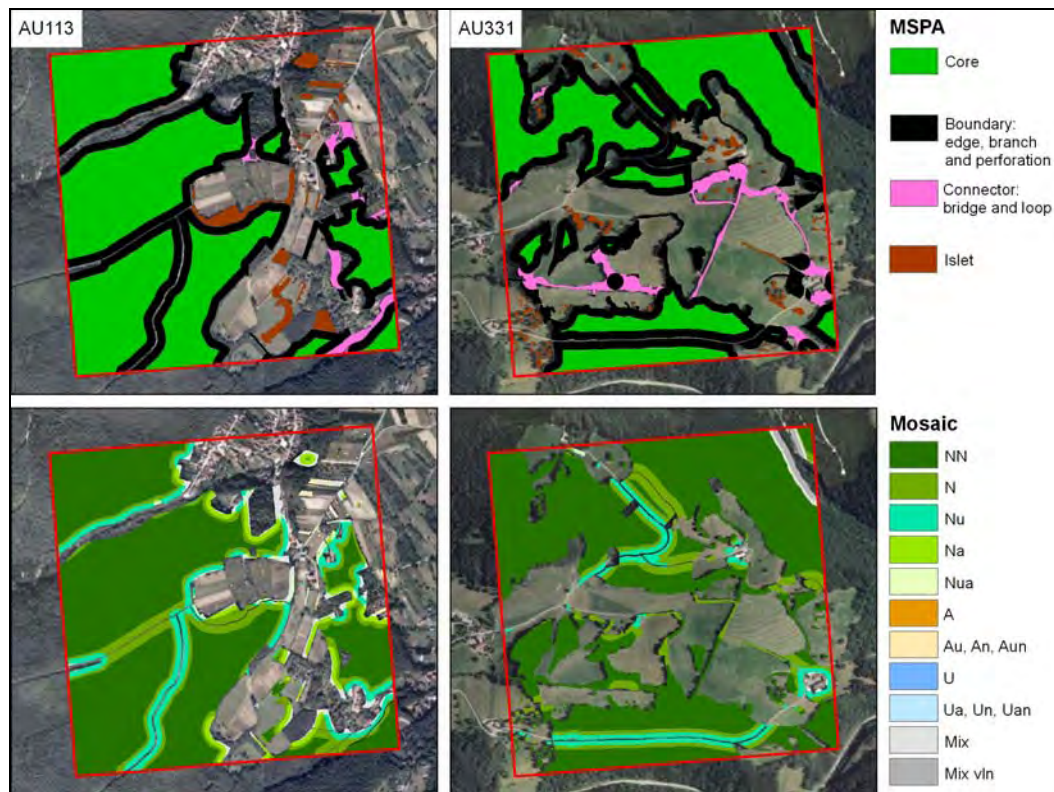 AU113
AU331
MSPA
Core
Boundary:
edge, branch
and perforation
Connector:
bridge and loop
Islet
Mosaic
NN
N
Nu
Na
Nua
A
Au, An, Aun
U
Ua, Un, Uan
Mix
Mix vln